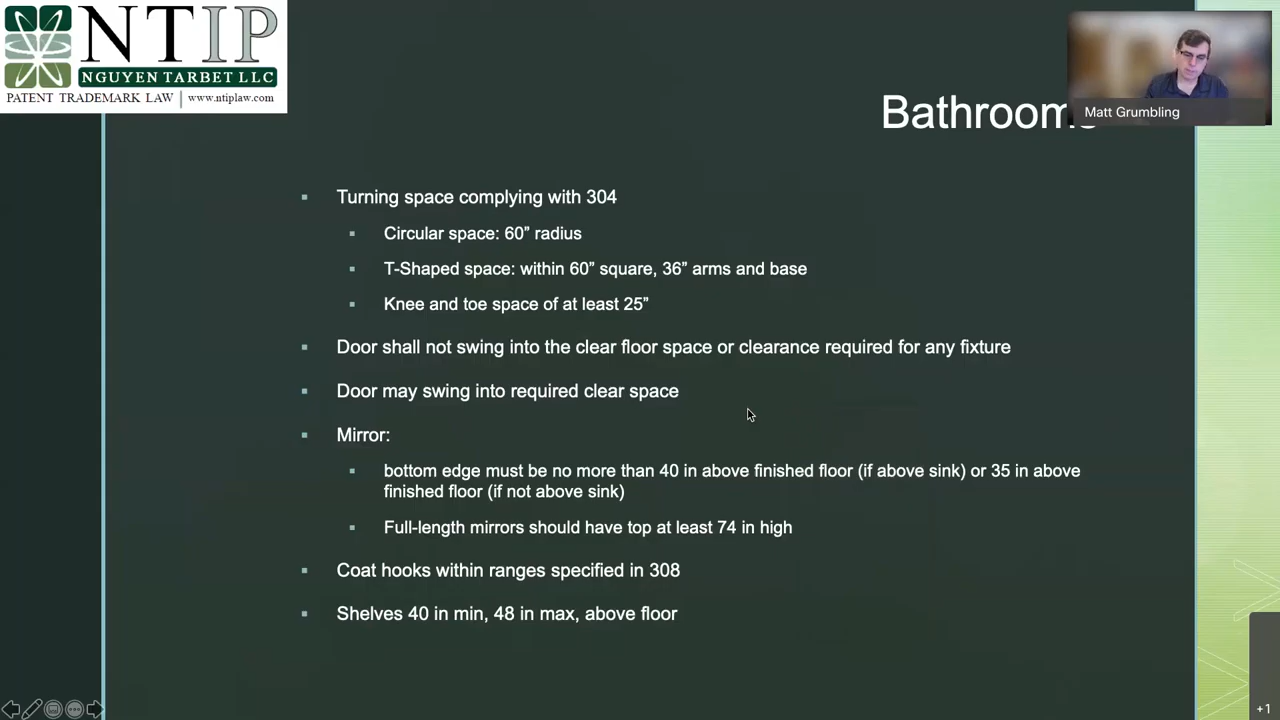 NTIP
NGUYEN TARBET LLC
PATENT TRADEMARK LAW | www.ntiplaw.com
Matt Grumbling
Bathrooms
▪ Turning space complying with 304
▪ Circular space: 60” radius
▪ T-Shaped space: within 60” square, 36” arms and base
▪ Knee and toe space of at least 25”
▪ Door shall not swing into the clear floor space or clearance required for any fixture
▪ Door may swing into required clear space
▪ Mirror:
▪ bottom edge must be no more than 40 in above finished floor (if above sink) or 35 in above
finished floor (if not above sink)
▪ Full-length mirrors should have top at least 74 in high
▪ Coat hooks within ranges specified in 308
▪ Shelves 40 in min, 48 in max, above floor
+1